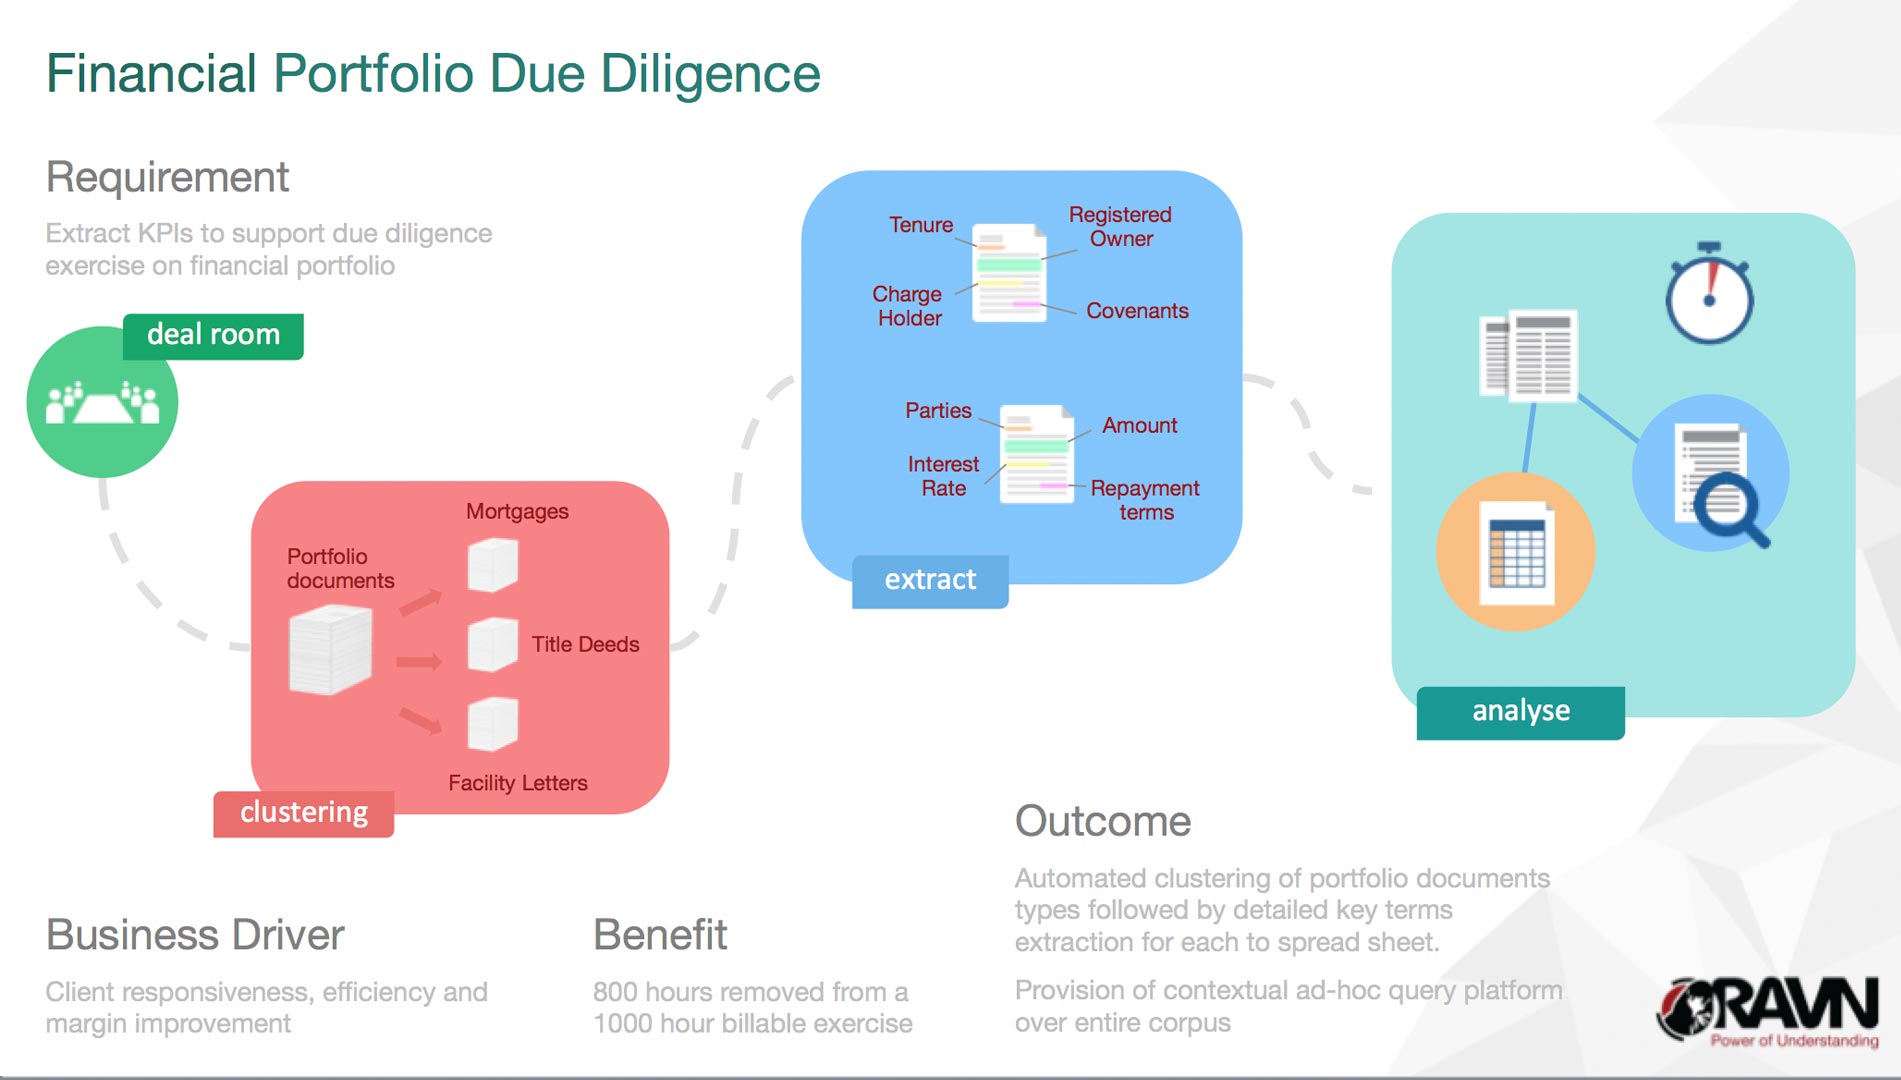 Financial Portfolio Due Diligence
Requirement
Extract KPIs to support due diligence
exercise on financial portfolio
deal room
Portfolio
documents
Mortgages
Title Deeds
Facility Letters
clustering
Tenure
Registered
Owner
Charge
Holder
Covenants
Parties
Amount
Interest
Rate
Repayment
terms
extract
analyse
Business Driver
Client responsiveness, efficiency and
margin improvement
Benefit
800 hours removed from a
1000 hour billable exercise
Outcome
Automated clustering of portfolio documents
types followed by detailed key terms
extraction for each to spread sheet.
Provision of contextual ad-hoc query platform
over entire corpus
RAVN
Power of Understanding